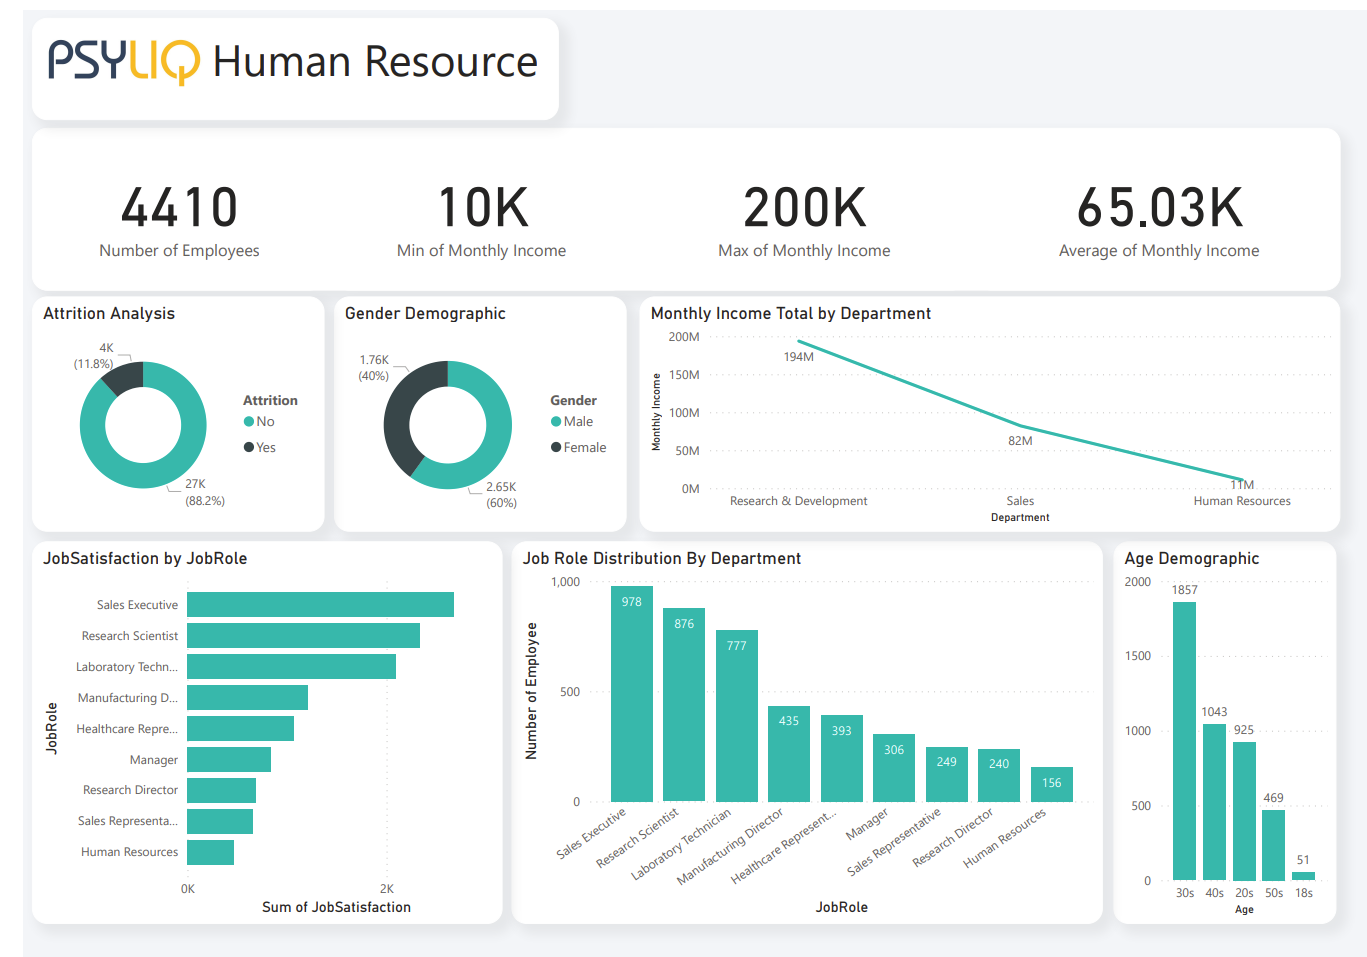 PSYLIQ Human Resource
4410
Number of Employees
10K
Min of Monthly Income
200K
Max of Monthly Income
65.03K
Average of Monthly Income
Attrition Analysis
4K
(11.8%)
27K
(88.2%)
Attrition
No
Yes
Gender Demographic
1.76K
(40%)
2.65K
(60%)
Gender
Male
Female
Monthly Income Total by Department
Monthly Income
200M
150M
100M
50M
0M
194M
82M
11M
Research & Development
Sales
Human Resources
Department
JobSatisfaction by JobRole
JobRole
Sales Executive
Research Scientist
Laboratory Techn...
Manufacturing D...
Healthcare Repre...
Manager
Research Director
Sales Representa...
Human Resources
0K
2K
Sum of JobSatisfaction
Job Role Distribution By Department
Number of Employee
1,000
500
0
978
876
777
435
393
306
249
240
156
Sales Executive
Research Scientist
Laboratory Technician
Manufacturing Director
Healthcare Represent...
Manager
Sales Representative
Research Director
Human Resources
JobRole
Age Demographic
2000
1500
1000
500
0
1857
1043
925
469
51
30s
40s
20s
50s
18s
Age